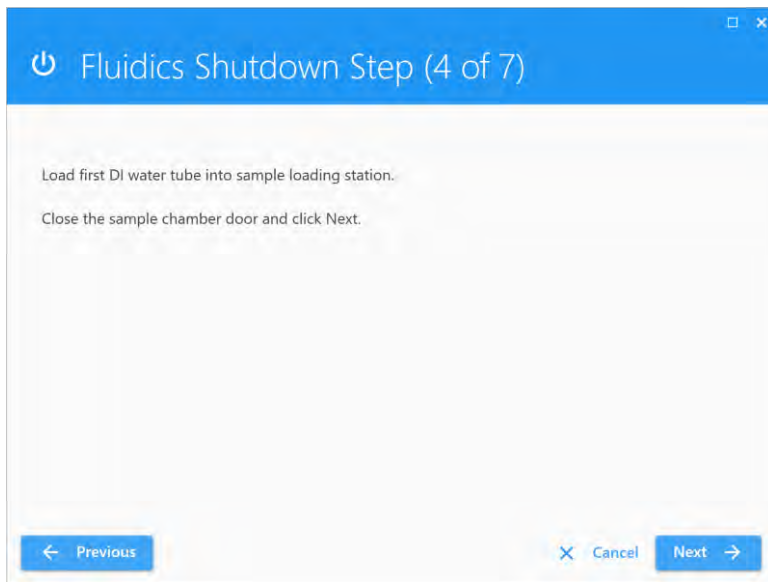 Fluidics Shutdown Step (4 of 7)
Load first DI water tube into sample loading station.
Close the sample chamber door and click Next.
Previous
Cancel
Next